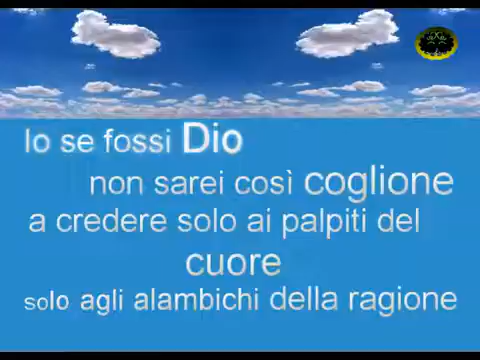 Io se fossi Dio
non sarei così coglione
a credere solo ai palpiti del
cuore
solo agli alambichi della ragione